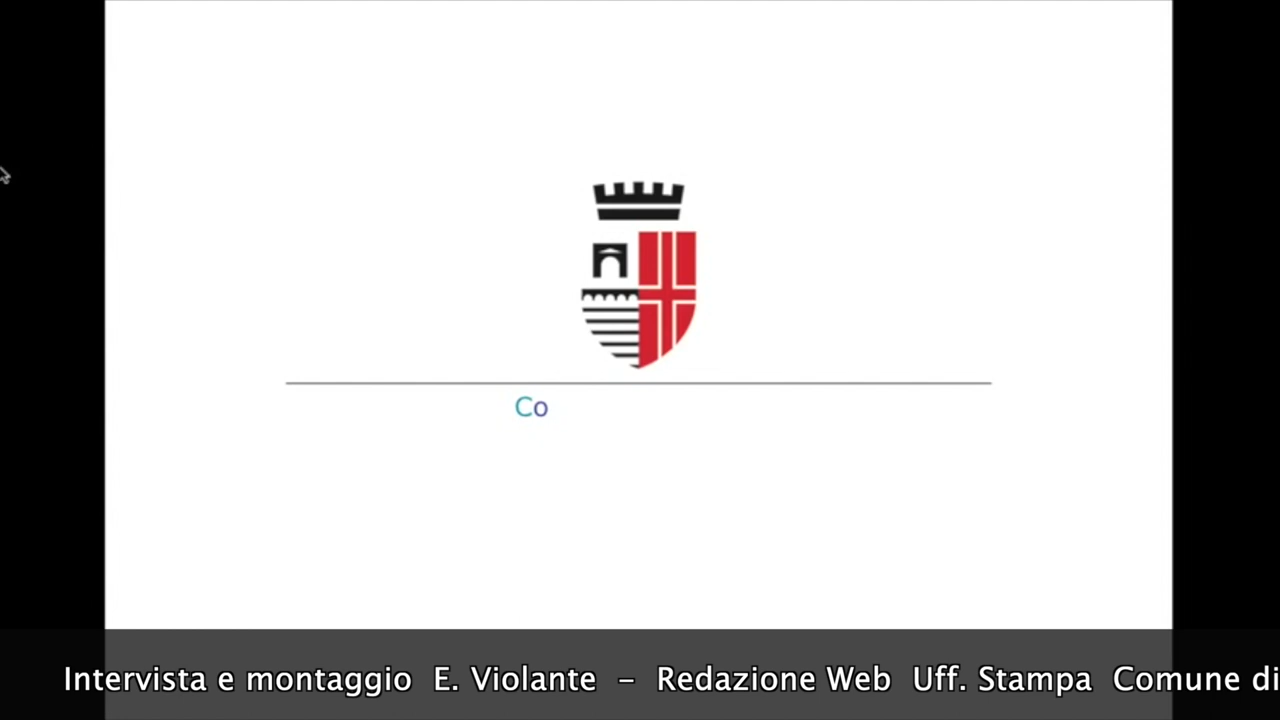 Co
Intervista e montaggio E. Violante – Redazione Web Uff. Stampa Comune di